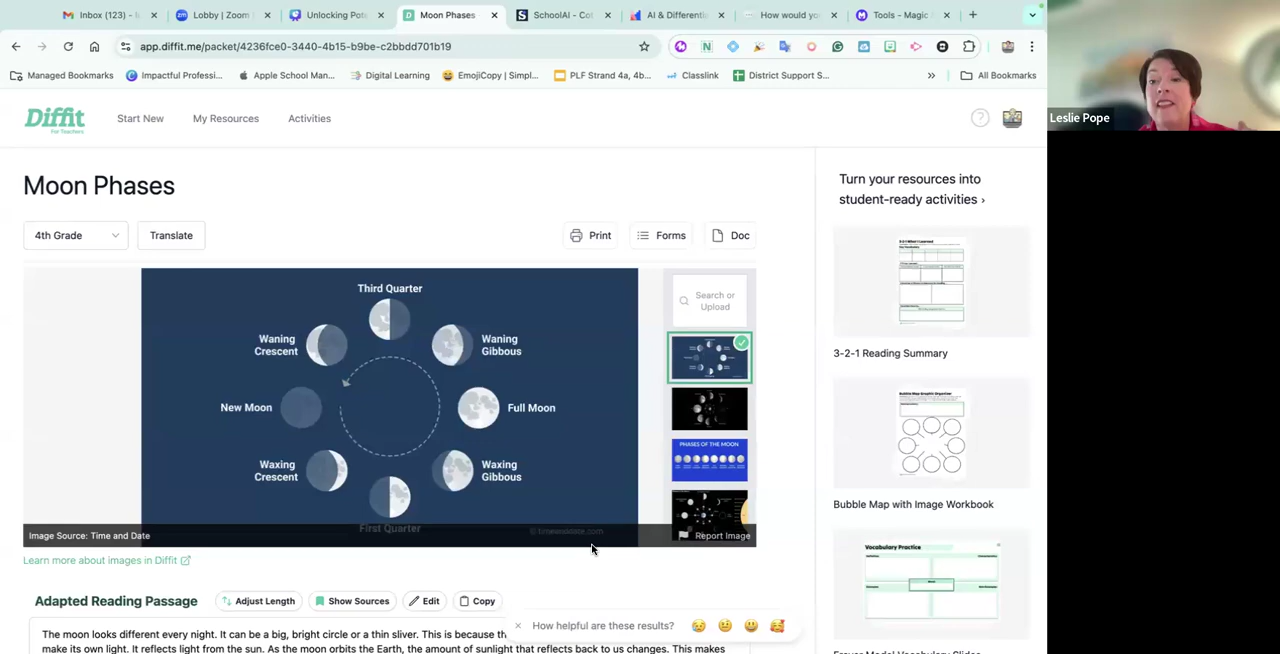 Inbox (123) - m
Lobby | Zoom
Unlocking Pote
Moon Phases
SchoolAI - Cot
AI & Differenti
How would you
Tools - Magic
app.diffit.me/packet/4236fce0-3440-4b15-b9be-c2bbdd701b19
Managed Bookmarks
Impactful Professi...
Apple School Man...
Digital Learning
EmojiCopy | Simpl...
PLF Strand 4a, 4b...
Classlink
District Support S...
All Bookmarks
Leslie Pope
Diffit
For Teachers
Start New
My Resources
Activities
Moon Phases
4th Grade
Translate
Print
Forms
Doc
Third Quarter
Waning
Crescent
Waning
Gibbous
New Moon
Full Moon
Waxing
Crescent
Waxing
Gibbous
First Quarter
© timeanddate.com
Image Source: Time and Date
Report Image
Search or
Upload
PHASES OF THE MOON
Learn more about images in Diffit
Adapted Reading Passage
Adjust Length
Show Sources
Edit
Copy
How helpful are these results?
The moon looks different every night. It can be a big, bright circle or a thin sliver. This is because th
make its own light. It reflects light from the sun. As the moon orbits the Earth, the amount of sunlight that reflects back to us changes. This makes
Turn your resources into
student-ready activities ›
3-2-1 Reading Summary
Bubble Map with Image Workbook
Vocabulary Practice
Frayer Model Vocabulary Slides